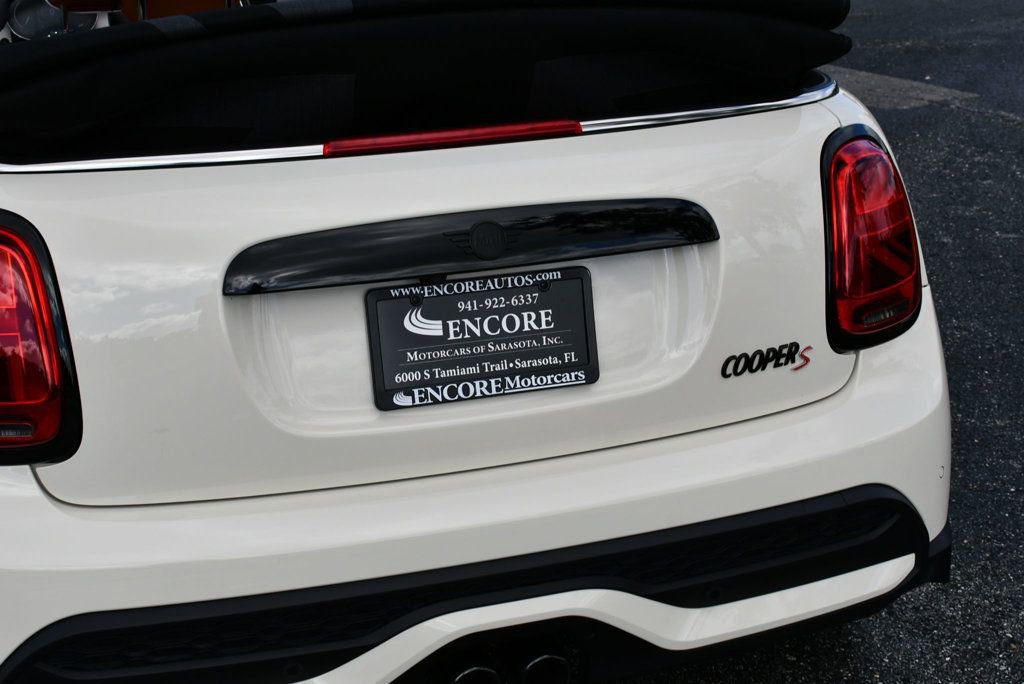 www.ENCOREAUTOS.com
941-922-6337
ENCORE
MOTORCARS OF SARASOTA, INC.
6000 S Tamiami Trail • Sarasota, FL
ENCORE Motorcars
COOPER S